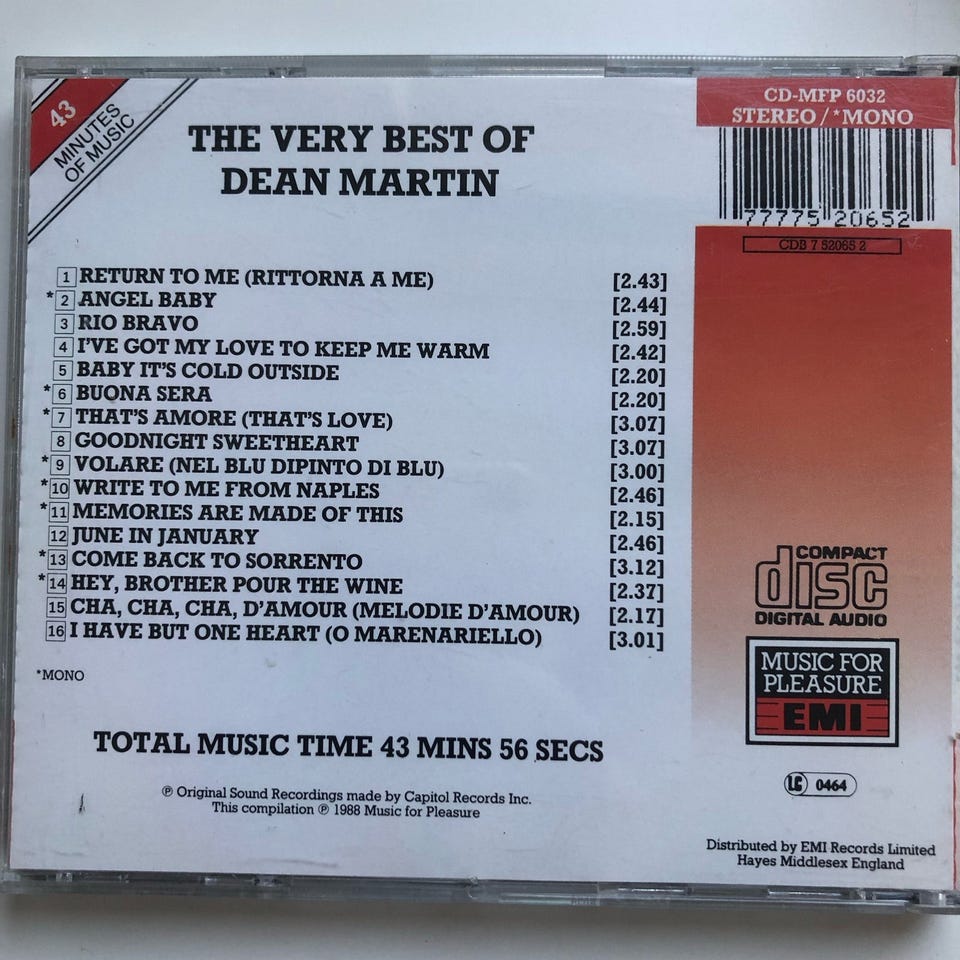 43
MINUTES
OF MUSIC
THE VERY BEST OF
DEAN MARTIN
CD-MFP 6032
STEREO / *MONO
77775 20652
CDB 7 52065 2
1 RETURN TO ME (RITTORNA A ME) [2.43]
*2 ANGEL BABY [2.44]
3 RIO BRAVO [2.59]
4 I'VE GOT MY LOVE TO KEEP ME WARM [2.42]
5 BABY IT'S COLD OUTSIDE [2.20]
*6 BUONA SERA [2.20]
*7 THAT'S AMORE (THAT'S LOVE) [3.07]
8 GOODNIGHT SWEETHEART [3.07]
*9 VOLARE (NEL BLU DIPINTO DI BLU) [3.00]
*10 WRITE TO ME FROM NAPLES [2.46]
*11 MEMORIES ARE MADE OF THIS [2.15]
12 JUNE IN JANUARY [2.46]
*13 COME BACK TO SORRENTO [3.12]
*14 HEY, BROTHER POUR THE WINE [2.37]
15 CHA, CHA, CHA, D'AMOUR (MELODIE D'AMOUR) [2.17]
16 I HAVE BUT ONE HEART (O MARENARIELLO) [3.01]
*MONO
TOTAL MUSIC TIME 43 MINS 56 SECS
℗ Original Sound Recordings made by Capitol Records Inc.
This compilation ℗ 1988 Music for Pleasure
COMPACT
disc
DIGITAL AUDIO
MUSIC FOR
PLEASURE
EMI
LC 0464
Distributed by EMI Records Limited
Hayes Middlesex England